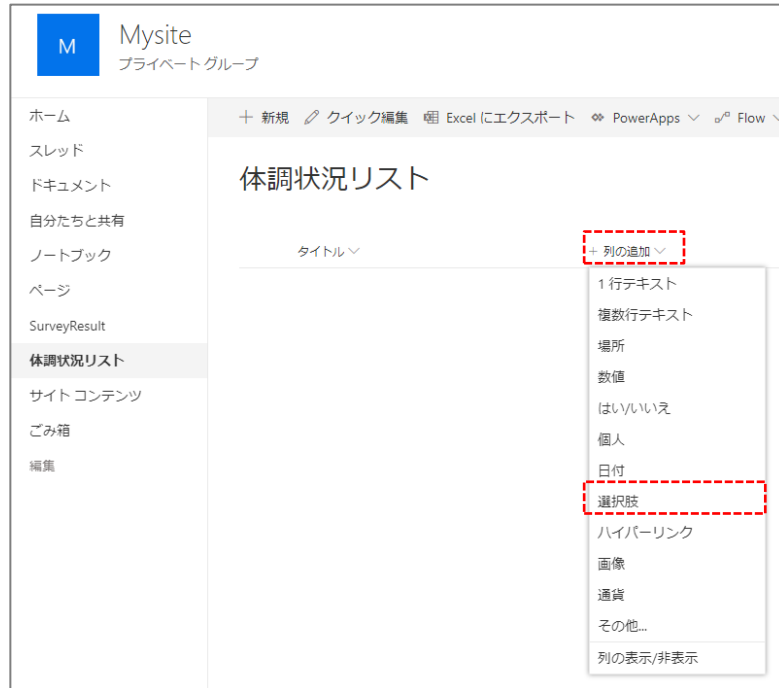 M
Mysite
プライベート グループ
ホーム
スレッド
ドキュメント
自分たちと共有
ノートブック
ページ
SurveyResult
体調状況リスト
サイト コンテンツ
ごみ箱
編集
+ 新規 クイック編集 Excel にエクスポート PowerApps Flow
体調状況リスト
タイトル + 列の追加
1 行テキスト
複数行テキスト
場所
数値
はい/いいえ
個人
日付
選択肢
ハイパーリンク
画像
通貨
その他...
列の表示/非表示